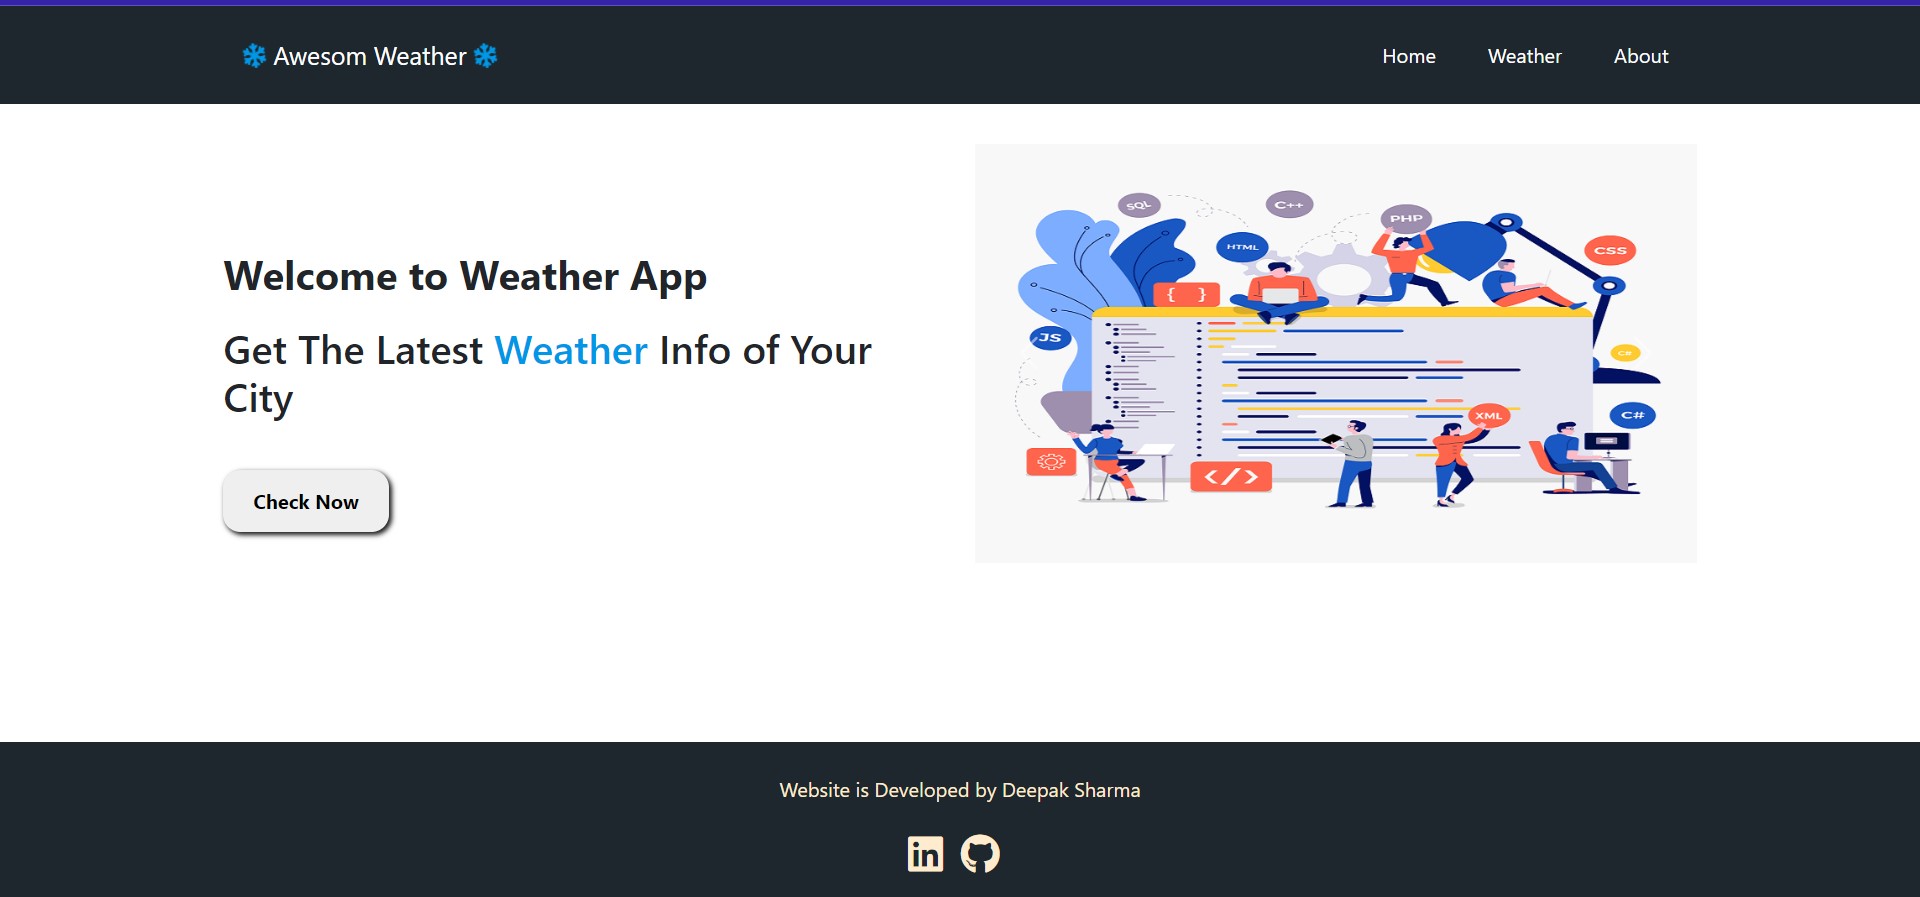 ❄ Awesom Weather ❄
Home Weather About
Welcome to Weather App
Get The Latest Weather Info of Your
City
Check Now
SQL
C++
PHP
HTML
CSS
{ }
JS
C#
XML
C#
</>
Website is Developed by Deepak Sharma
in